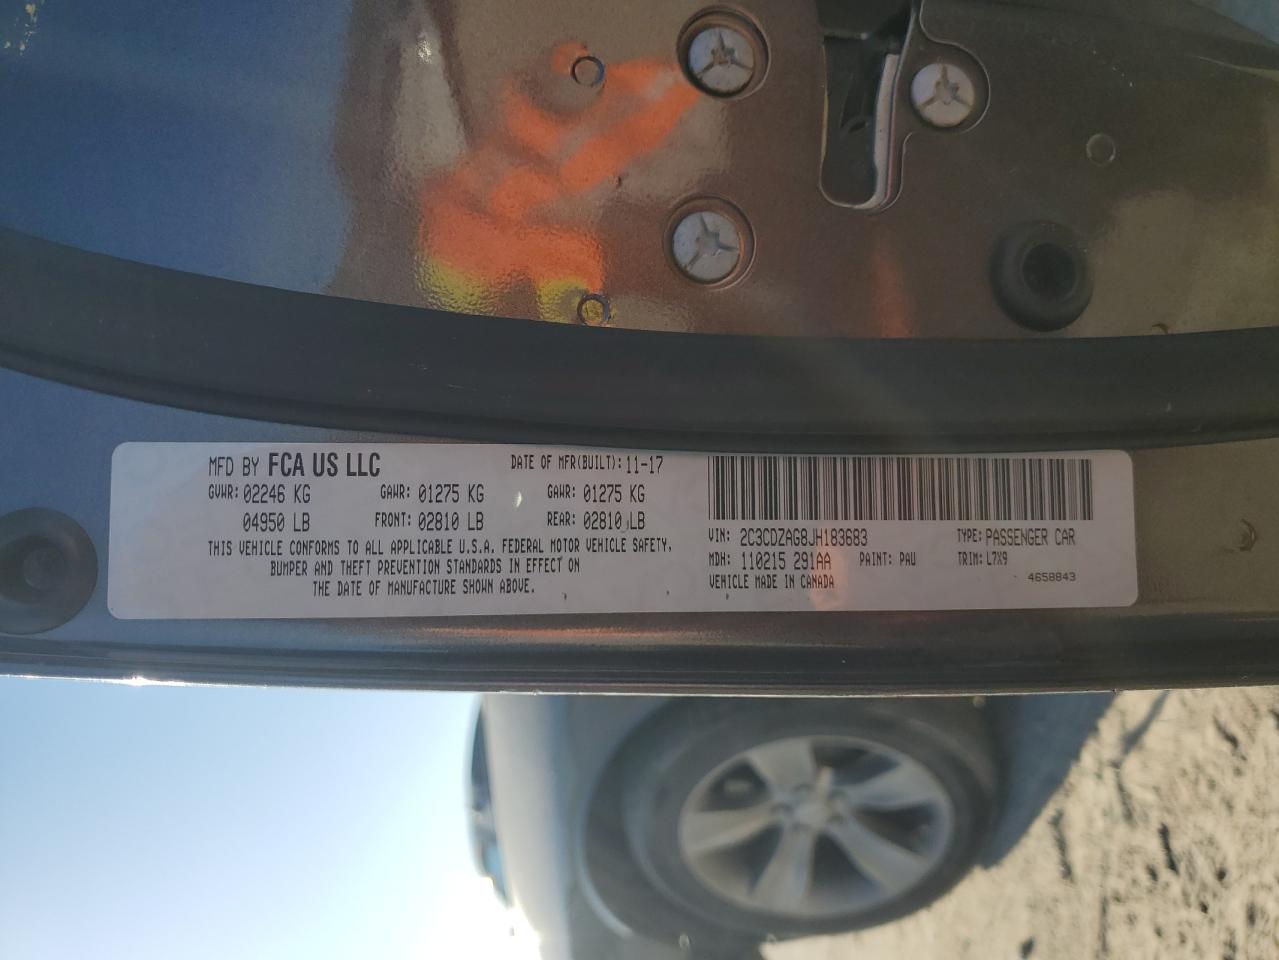 MFD BY FCA US LLC DATE OF MFR(BUILT): 11-17
GVWR: 02246 KG GAWR: 01275 KG GAWR: 01275 KG
04950 LB FRONT: 02810 LB REAR: 02810 LB
THIS VEHICLE CONFORMS TO ALL APPLICABLE U.S.A. FEDERAL MOTOR VEHICLE SAFETY,
BUMPER AND THEFT PREVENTION STANDARDS IN EFFECT ON
THE DATE OF MANUFACTURE SHOWN ABOVE.
VIN: 2C3CDZAG8JH183683 TYPE: PASSENGER CAR
MDH: 110215 291AA PAINT: PAU TRIM: L7X9
VEHICLE MADE IN CANADA 4658843